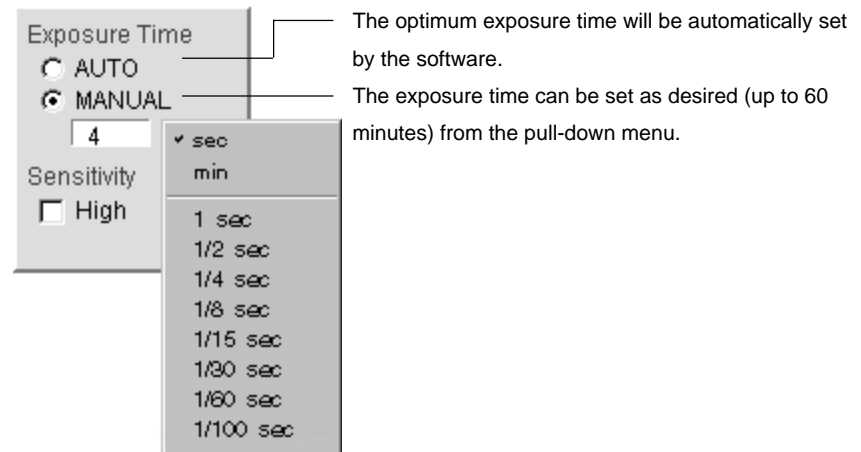 Exposure Time
AUTO
MANUAL
4
sec
min
1 sec
1/2 sec
1/4 sec
1/8 sec
1/15 sec
1/30 sec
1/60 sec
1/100 sec
Sensitivity
High
The optimum exposure time will be automatically set
by the software.
The exposure time can be set as desired (up to 60
minutes) from the pull-down menu.